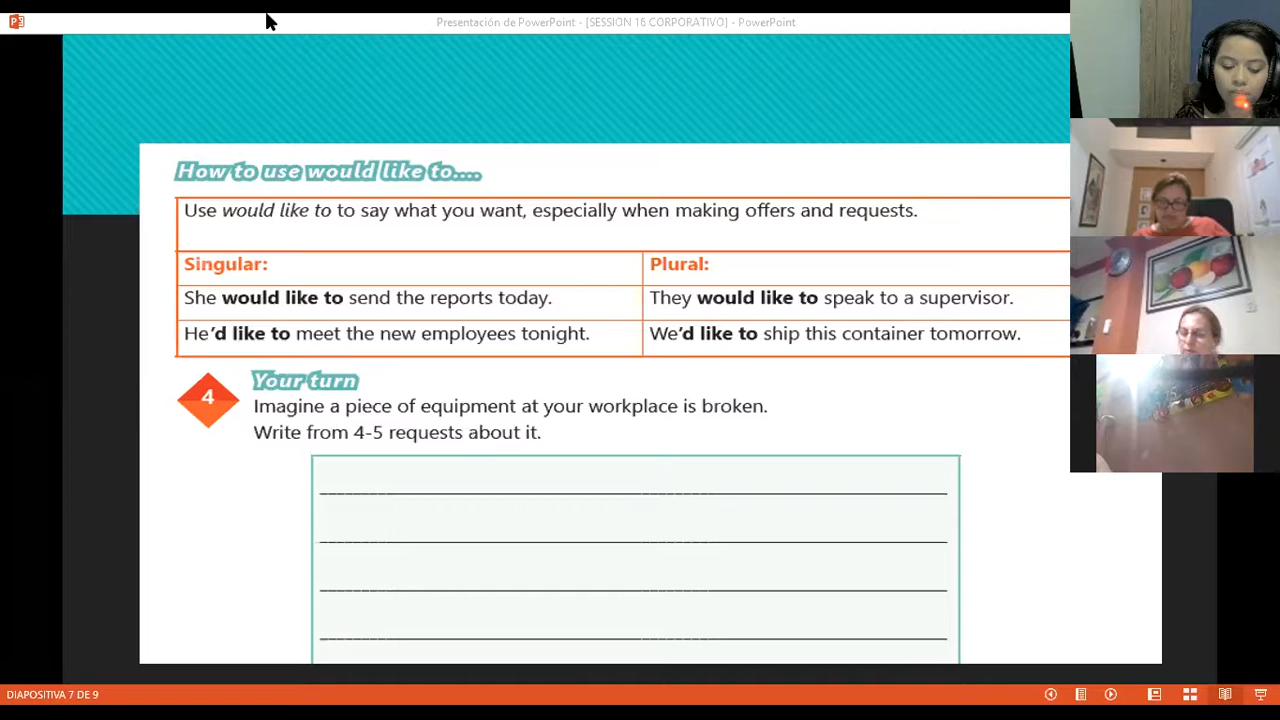 Presentación de PowerPoint - [SESSION 16 CORPORATIVO] - PowerPoint
How to use would like to....
Use would like to to say what you want, especially when making offers and requests.
Singular:
Plural:
She would like to send the reports today.
They would like to speak to a supervisor.
He'd like to meet the new employees tonight.
We'd like to ship this container tomorrow.
4
Your turn
Imagine a piece of equipment at your workplace is broken.
Write from 4-5 requests about it.
DIAPOSITIVA 7 DE 9